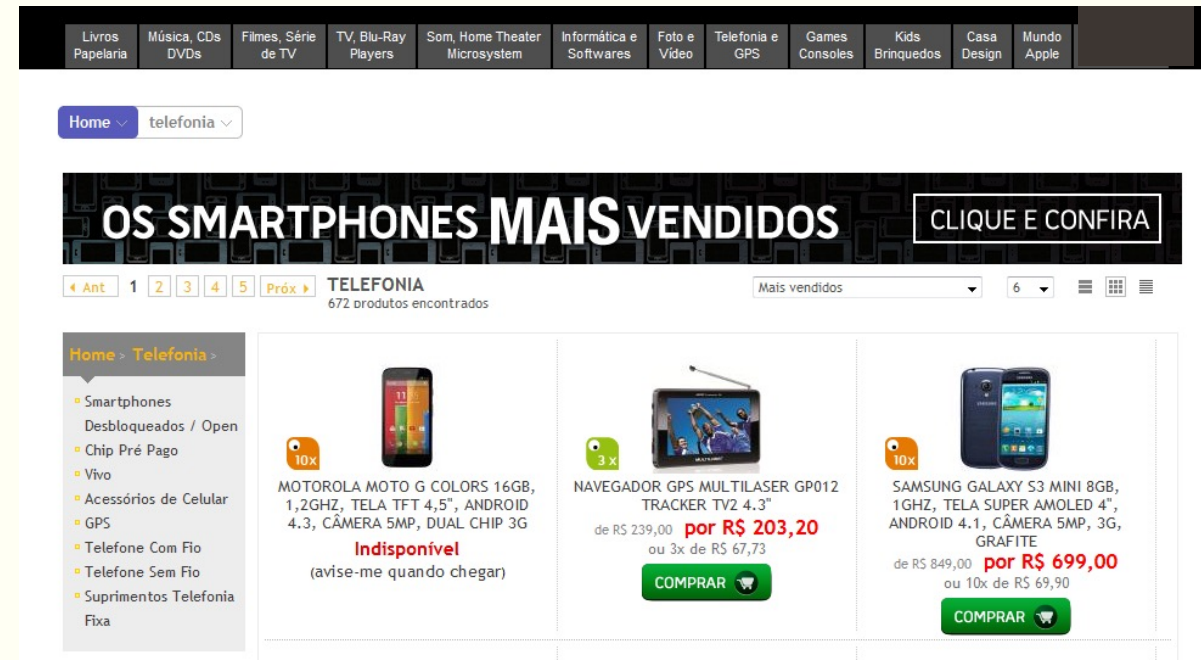 Livros Papelaria
Música, CDs DVDs
Filmes, Série de TV
TV, Blu-Ray Players
Som, Home Theater Microsystem
Informática e Softwares
Foto e Vídeo
Telefonia e GPS
Games Consoles
Kids Brinquedos
Casa Design
Mundo Apple
Home telefonia
OS SMARTPHONES MAIS VENDIDOS CLIQUE E CONFIRA
Ant 1 2 3 4 5 Próx
TELEFONIA
672 produtos encontrados
Mais vendidos 6
Home > Telefonia >
Smartphones
Desbloqueados / Open
Chip Pré Pago
Vivo
Acessórios de Celular
GPS
Telefone Com Fio
Telefone Sem Fio
Suprimentos Telefonia
Fixa
10x
MOTOROLA MOTO G COLORS 16GB,
1,2GHZ, TELA TFT 4,5", ANDROID
4.3, CÂMERA 5MP, DUAL CHIP 3G
Indisponível
(avise-me quando chegar)
3 x
NAVEGADOR GPS MULTILASER GP012
TRACKER TV2 4.3"
de R$ 239,00 por R$ 203,20
ou 3x de R$ 67,73
COMPRAR
10x
SAMSUNG GALAXY S3 MINI 8GB,
1GHZ, TELA SUPER AMOLED 4",
ANDROID 4.1, CÂMERA 5MP, 3G,
GRAFITE
de R$ 849,00 por R$ 699,00
ou 10x de R$ 69,90
COMPRAR